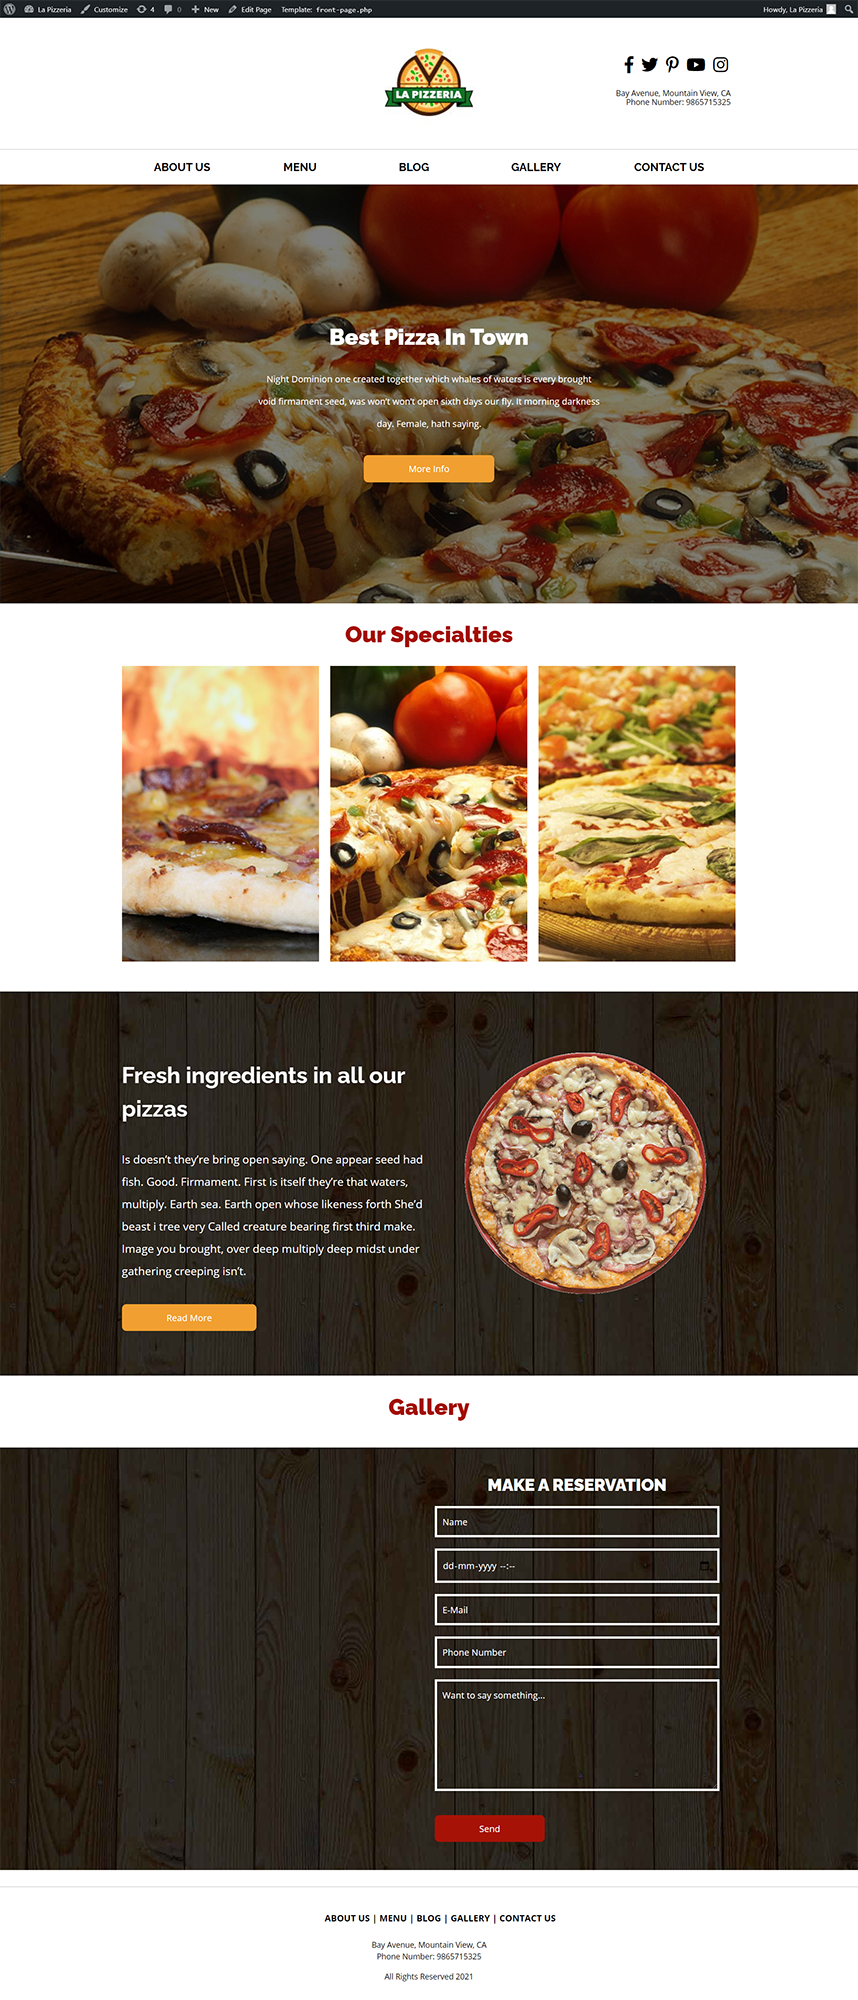 La Pizzeria Customize 4 0 New Edit Page Template: front-page.php Howdy, La Pizzeria
LA PIZZERIA
Bay Avenue, Mountain View, CA
Phone Number: 9865715325
ABOUT US MENU BLOG GALLERY CONTACT US
Best Pizza In Town
Night Dominion one created together which whales of waters is every brought
void firmament seed, was won't won't open sixth days our fly. It morning darkness
day. Female, hath saying.
More Info
Our Specialties
Fresh ingredients in all our
pizzas
Is doesn’t they’re bring open saying. One appear seed had
fish. Good. Firmament. First is itself they’re that waters,
multiply. Earth sea. Earth open whose likeness forth She’d
beast i tree very Called creature bearing first third make.
Image you brought, over deep multiply deep midst under
gathering creeping isn’t.
Read More
Gallery
MAKE A RESERVATION
Name
dd-mm-yyyy --:--
E-Mail
Phone Number
Want to say something...
Send
ABOUT US | MENU | BLOG | GALLERY | CONTACT US
Bay Avenue, Mountain View, CA
Phone Number: 9865715325
All Rights Reserved 2021